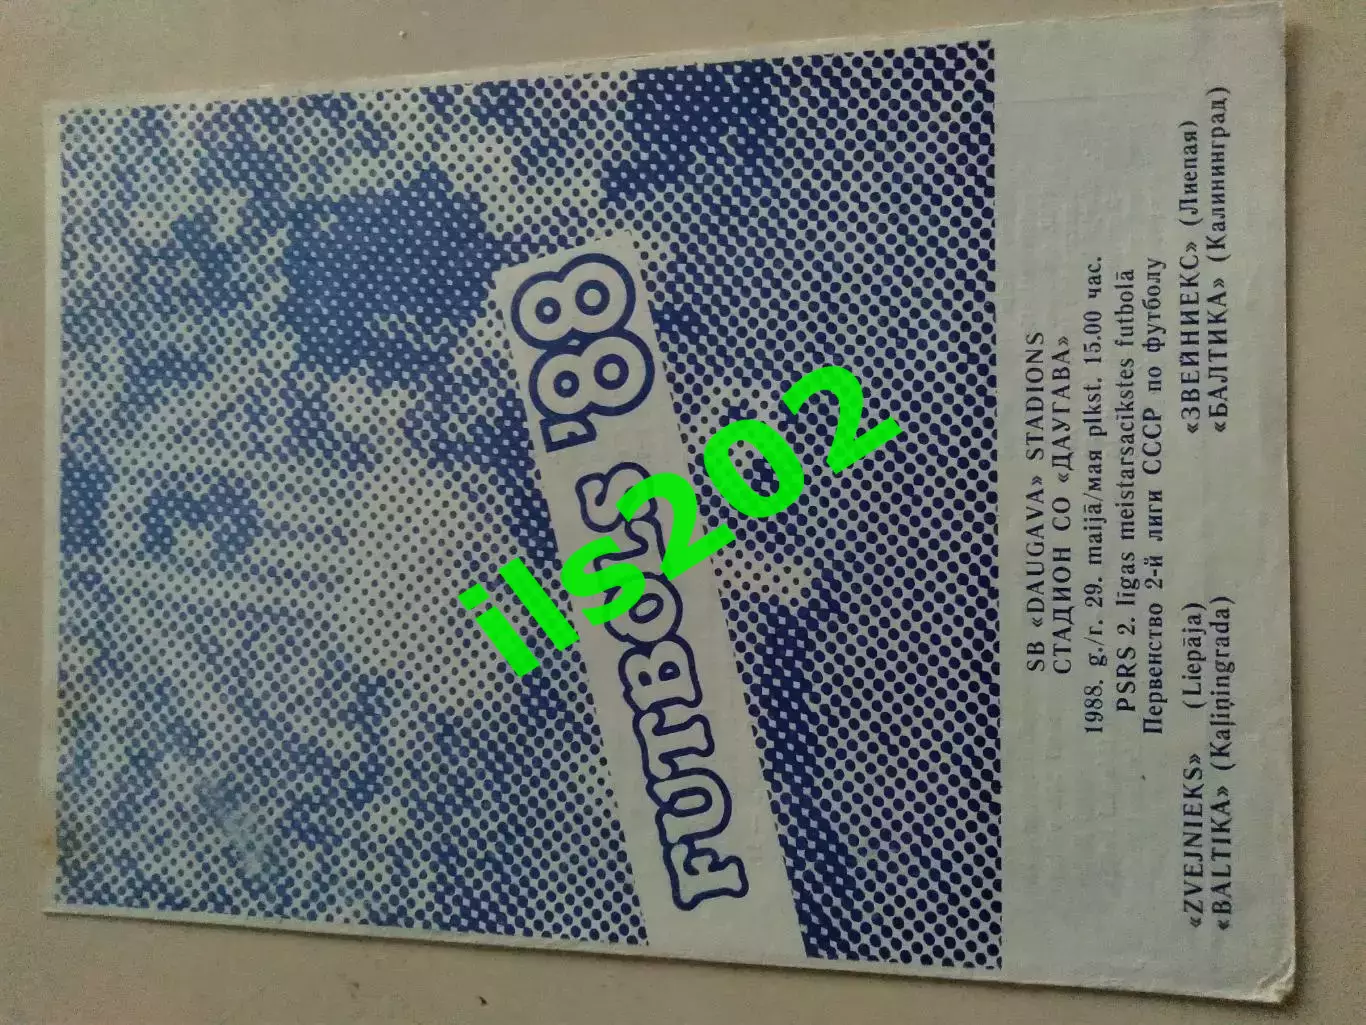 FUTBOLS '88
ils202
SB «DAUGAVA» STADIONS
СТАДИОН СО «ДАУГАВА»
1988. g./г. 29. maijā/мая plkst. 15.00 час.
PSRS 2. līgas meistarsacīkstes futbolā
Первенство 2-й лиги СССР по футболу
«ZVEJNIEKS» (Liepāja) «ЗВЕЙНИЕКС» (Лиепая)
«BALTIKA» (Kaļiņingrada) «БАЛТИКА» (Калининград)